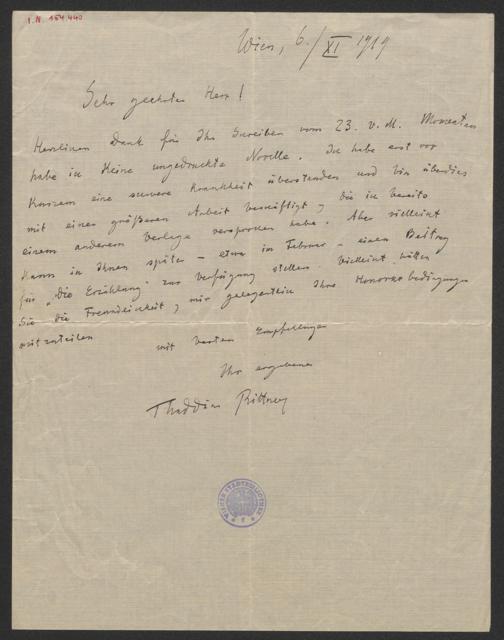 I.N. 154.440
Wien, 6./XI 1919
Sehr geehrter Herr!
Herzlichen Dank für Ihr Schreiben vom 23. v. M. Momentan
habe ich keine ungedruckte Novelle. Ich habe erst vor
kurzem eine schwere Krankheit überstanden und bin überdies
mit einer größeren Arbeit beschäftigt, die ich bereits
einem anderem Verlage versprochen habe. Aber vielleicht
kann ich Ihnen später – etwa im Februar – einen Beitrag
für „Die Erzählung" zur Verfügung stellen. Vielleicht hätten
Sie die Freundlichkeit, mir gelegentlich Ihre Honorarbedingungen
mitzuteilen
mit besten Empfehlungen
Ihr ergebener
Thaddäus Rittner
WIENER STADTBIBLIOTHEK